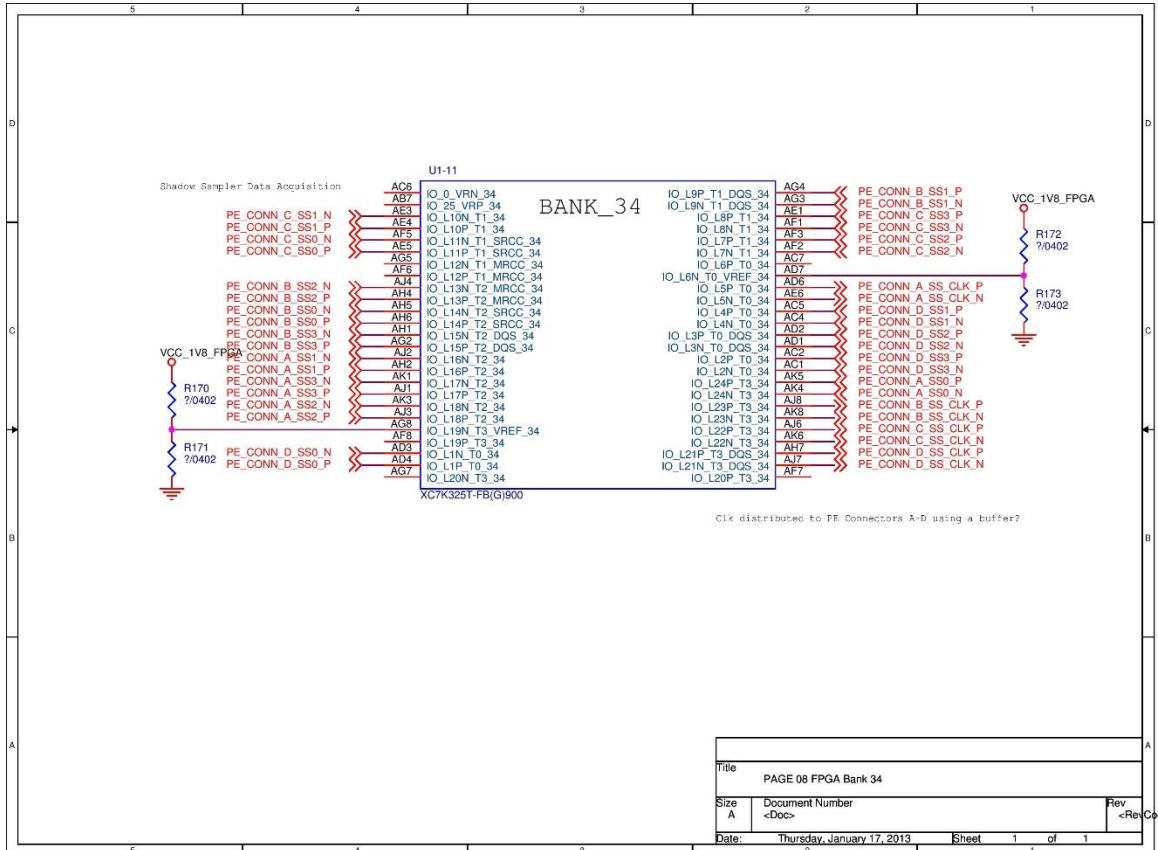 5 4 3 2 1
D D
U1-11
Shadow Sampler Data Acquisition
BANK_34
AC6 IO_0_VRN_34 IO_L9P_T1_DQS_34 AG4 PE_CONN_B_SS1_P
AB7 IO_25_VRP_34 IO_L9N_T1_DQS_34 AG3 PE_CONN_B_SS1_N
PE_CONN_C_SS1_N AE3 IO_L10N_T1_34 IO_L8P_T1_34 AE1 PE_CONN_C_SS3_P
PE_CONN_C_SS1_P AE4 IO_L10P_T1_34 IO_L8N_T1_34 AF1 PE_CONN_C_SS3_N
PE_CONN_C_SS0_N AF5 IO_L11N_T1_SRCC_34 IO_L7P_T1_34 AF3 PE_CONN_C_SS2_P
PE_CONN_C_SS0_P AE5 IO_L11P_T1_SRCC_34 IO_L7N_T1_34 AF2 PE_CONN_C_SS2_N
AG5 IO_L12N_T1_MRCC_34 IO_L6P_T0_34 AC7
AF6 IO_L12P_T1_MRCC_34 IO_L6N_T0_VREF_34 AD7
PE_CONN_B_SS2_N AJ4 IO_L13N_T2_MRCC_34 IO_L5P_T0_34 AD6 PE_CONN_A_SS_CLK_P
PE_CONN_B_SS2_P AH4 IO_L13P_T2_MRCC_34 IO_L5N_T0_34 AE6 PE_CONN_A_SS_CLK_N
PE_CONN_B_SS0_N AH5 IO_L14N_T2_SRCC_34 IO_L4P_T0_34 AC5 PE_CONN_D_SS1_P
PE_CONN_B_SS0_P AH6 IO_L14P_T2_SRCC_34 IO_L4N_T0_34 AC4 PE_CONN_D_SS1_N
PE_CONN_B_SS3_N AH1 IO_L15N_T2_DQS_34 IO_L3P_T0_DQS_34 AD2 PE_CONN_D_SS2_P
PE_CONN_B_SS3_P AG2 IO_L15P_T2_DQS_34 IO_L3N_T0_DQS_34 AD1 PE_CONN_D_SS2_N
PE_CONN_A_SS1_N AJ2 IO_L16N_T2_34 IO_L2P_T0_34 AC2 PE_CONN_D_SS3_P
PE_CONN_A_SS1_P AH2 IO_L16P_T2_34 IO_L2N_T0_34 AC1 PE_CONN_D_SS3_N
PE_CONN_A_SS3_N AK1 IO_L17N_T2_34 IO_L24P_T3_34 AK5 PE_CONN_A_SS0_P
PE_CONN_A_SS3_P AJ1 IO_L17P_T2_34 IO_L24N_T3_34 AK4 PE_CONN_A_SS0_N
PE_CONN_A_SS2_N AK3 IO_L18N_T2_34 IO_L23P_T3_34 AJ8 PE_CONN_B_SS_CLK_P
PE_CONN_A_SS2_P AJ3 IO_L18P_T2_34 IO_L23N_T3_34 AK8 PE_CONN_B_SS_CLK_N
AG8 IO_L19N_T3_VREF_34 IO_L22P_T3_34 AJ6 PE_CONN_C_SS_CLK_P
AF8 IO_L19P_T3_34 IO_L22N_T3_34 AK6 PE_CONN_C_SS_CLK_N
PE_CONN_D_SS0_N AD3 IO_L1N_T0_34 IO_L21P_T3_DQS_34 AH7 PE_CONN_D_SS_CLK_P
PE_CONN_D_SS0_P AD4 IO_L1P_T0_34 IO_L21N_T3_DQS_34 AJ7 PE_CONN_D_SS_CLK_N
AG7 IO_L20N_T3_34 IO_L20P_T3_34 AF7
XC7K325T-FB(G)900
VCC_1V8_FPGA
R172
?/0402
R173
?/0402
C C
VCC_1V8_FPGA
R170
?/0402
R171
?/0402
Clk distributed to PE Connectors A-D using a buffer?
B B
A A
Title
PAGE 08 FPGA Bank 34
Size Document Number Rev
A <Doc> <RevCo
Date: Thursday, January 17, 2013 Sheet 1 of 1
5 4 3 2 1